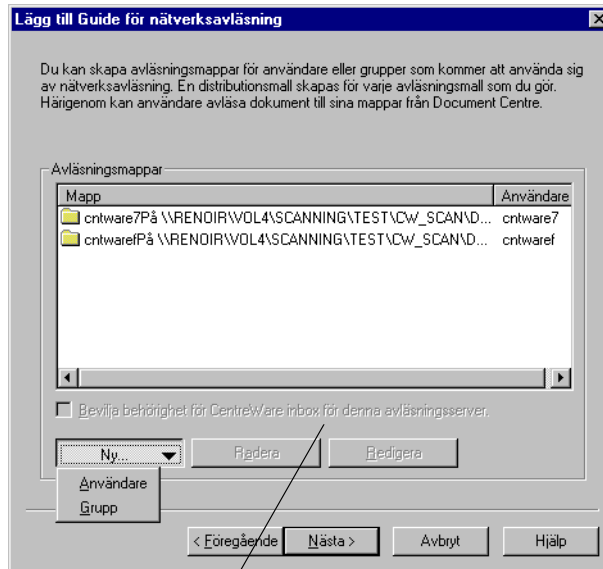 Lägg till Guide för nätverksavläsning
Du kan skapa avläsningsmappar för användare eller grupper som kommer att använda sig
av nätverksavläsning. En distributionsmall skapas för varje avläsningsmall som du gör.
Härigenom kan användare avläsa dokument till sina mappar från Document Centre.
Avläsningsmappar
Mapp Användare
cntware7På \\RENOIR\VOL4\SCANNING\TEST\CW_SCAN\D... cntware7
cntwarefPå \\RENOIR\VOL4\SCANNING\TEST\CW_SCAN\D... cntwaref
Bevilja behörighet för CentreWare inbox för denna avläsningsserver.
Ny... Radera Redigera
Användare
Grupp
< Föregående Nästa > Avbryt Hjälp